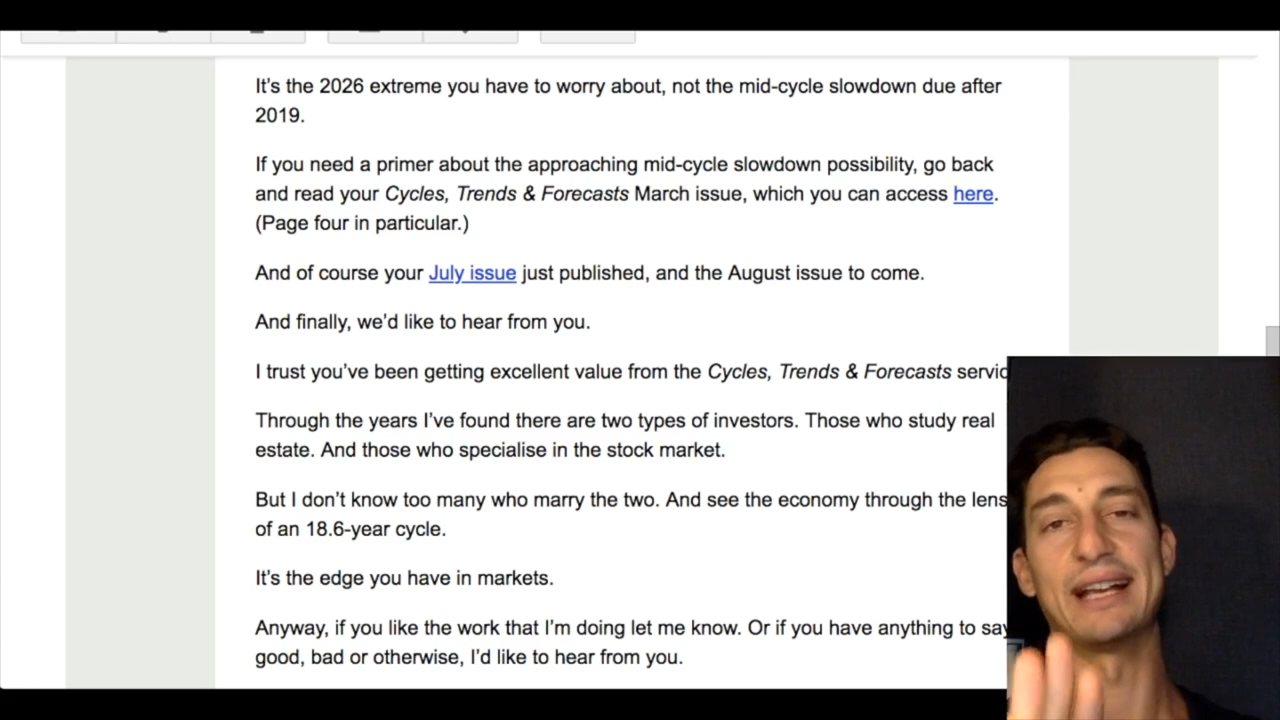 It’s the 2026 extreme you have to worry about, not the mid-cycle slowdown due after
2019.
If you need a primer about the approaching mid-cycle slowdown possibility, go back
and read your Cycles, Trends & Forecasts March issue, which you can access here.
(Page four in particular.)
And of course your July issue just published, and the August issue to come.
And finally, we’d like to hear from you.
I trust you’ve been getting excellent value from the Cycles, Trends & Forecasts
Through the years I’ve found there are two types of investors. Those who study real
estate. And those who specialise in the stock market.
But I don’t know too many who marry the two. And see the economy through the lens
of an 18.6-year cycle.
It’s the edge you have in markets.
Anyway, if you like the work that I’m doing let me know. Or if you have anything to say
good, bad or otherwise, I’d like to hear from you.